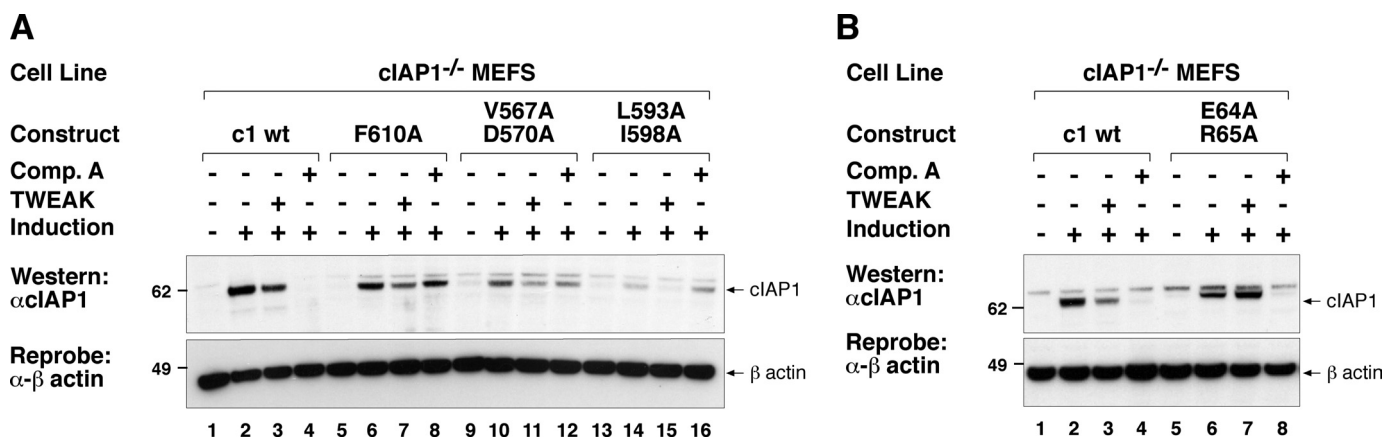 A
Cell Line cIAP1-/- MEFS
Construct c1 wt F610A V567A D570A L593A I598A
Comp. A - - - + - - - + - - - + - - - +
TWEAK - - + - - - + - - - + - - - + -
Induction - + + + - + + + - + + + - + + +
Western:
αcIAP1
62
cIAP1
Reprobe:
α-β actin
49
β actin
1 2 3 4 5 6 7 8 9 10 11 12 13 14 15 16
B
Cell Line cIAP1-/- MEFS
Construct c1 wt E64A R65A
Comp. A - - - + - - - +
TWEAK - - + - - - + -
Induction - + + + - + + +
Western:
αcIAP1
62
cIAP1
Reprobe:
α-β actin
49
β actin
1 2 3 4 5 6 7 8